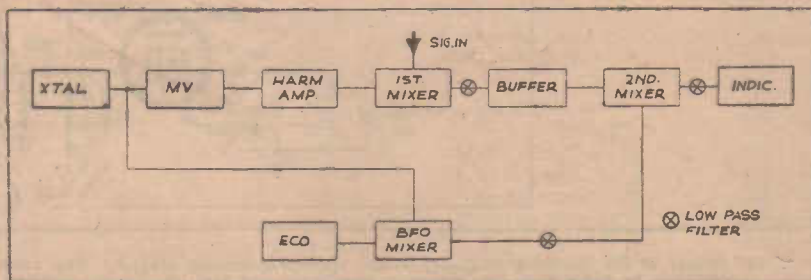 SIG.IN
XTAL
MV
HARM
AMP.
1ST.
MIXER
BUFFER
2ND.
MIXER
INDIC.
ECO
BFO
MIXER
LOW PASS
FILTER